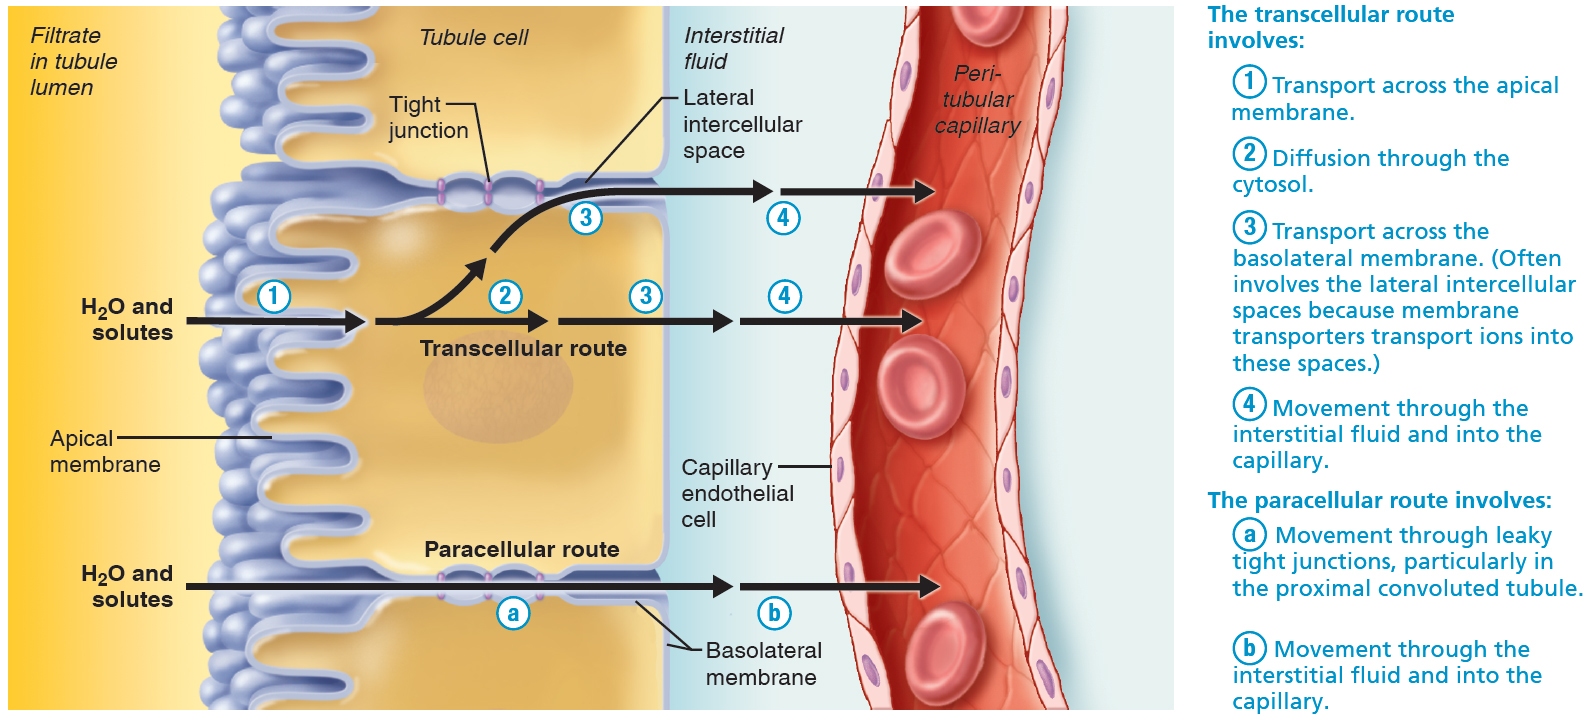 Filtrate
in tubule
lumen
Tubule cell
Interstitial
fluid
Peri-
tubular
capillary
Tight
junction
Lateral
intercellular
space
3
4
H2O and
solutes
1
2
3
4
Transcellular route
Apical
membrane
Capillary
endothelial
cell
Paracellular route
H2O and
solutes
a
b
Basolateral
membrane
The transcellular route
involves:
1 Transport across the apical
membrane.
2 Diffusion through the
cytosol.
3 Transport across the
basolateral membrane. (Often
involves the lateral intercellular
spaces because membrane
transporters transport ions into
these spaces.)
4 Movement through the
interstitial fluid and into the
capillary.
The paracellular route involves:
a Movement through leaky
tight junctions, particularly in
the proximal convoluted tubule.
b Movement through the
interstitial fluid and into the
capillary.